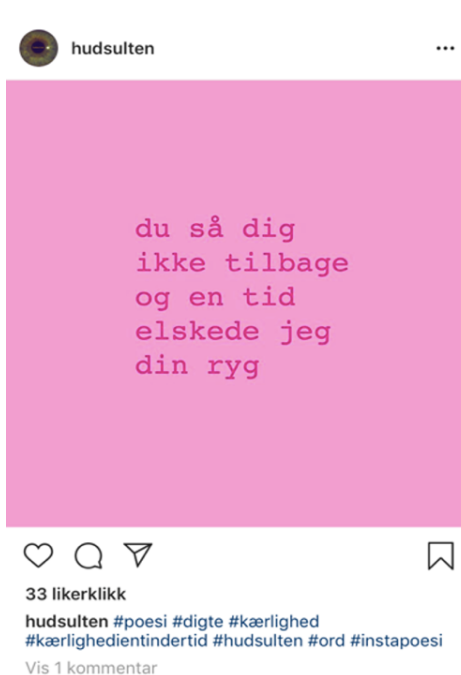 hudsulten
du så dig
ikke tilbage
og en tid
elskede jeg
din ryg
33 likerklikk
hudsulten #poesi #digte #kærlighed
#kærlighedientindertid #hudsulten #ord #instapoesi
Vis 1 kommentar